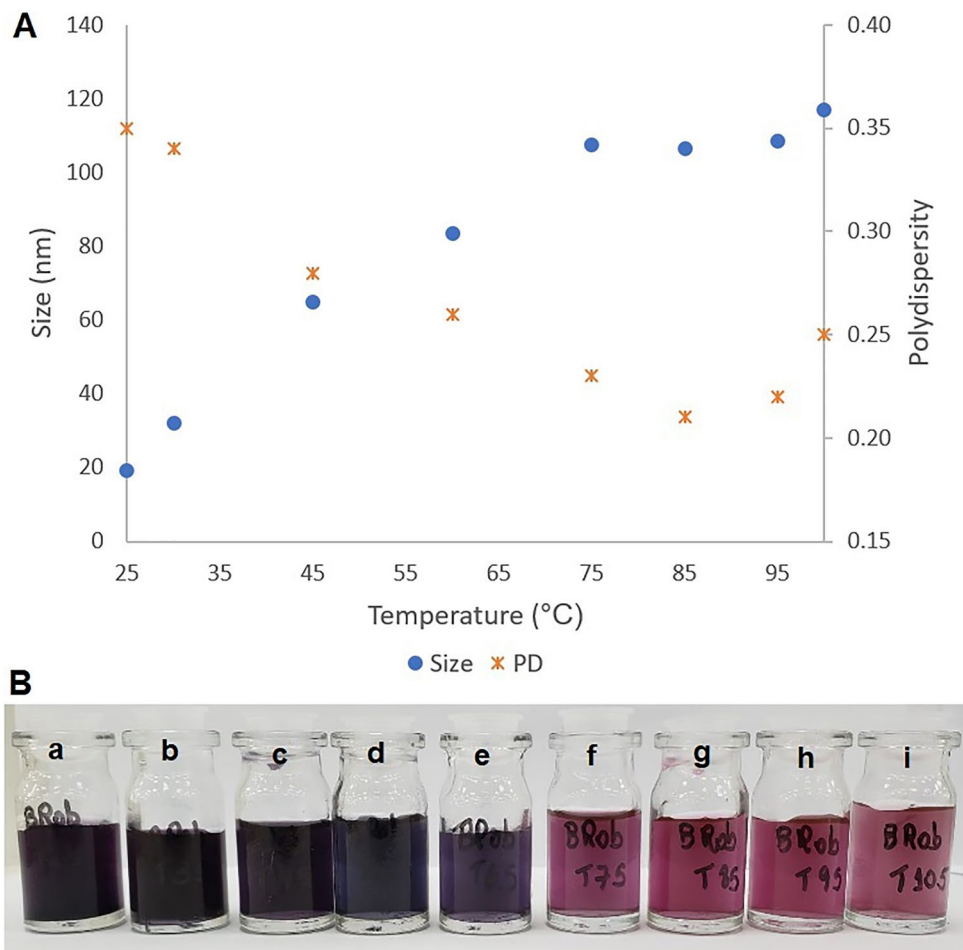 A
140
120
100
80
60
40
20
0
Size (nm)
0.40
0.35
0.30
0.25
0.20
0.15
Polydispersity
25 35 45 55 65 75 85 95
Temperature (°C)
Size PD
B
a b c d e f g h i
BRob
BRob
BRob
T75
BRob
T85
BRob
T95
BRob
T105